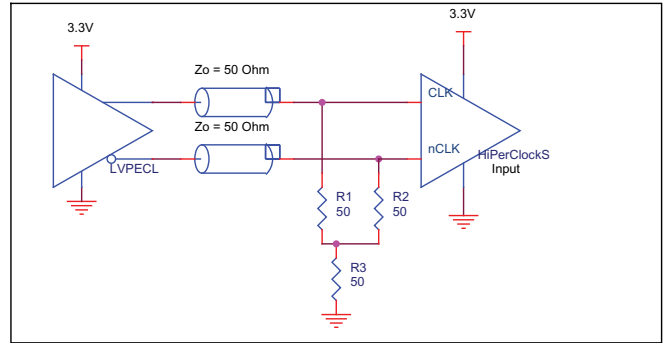 3.3V
3.3V
Zo = 50 Ohm
CLK
Zo = 50 Ohm
nCLK
LVPECL
HiPerClockS
Input
R1
50
R2
50
R3
50